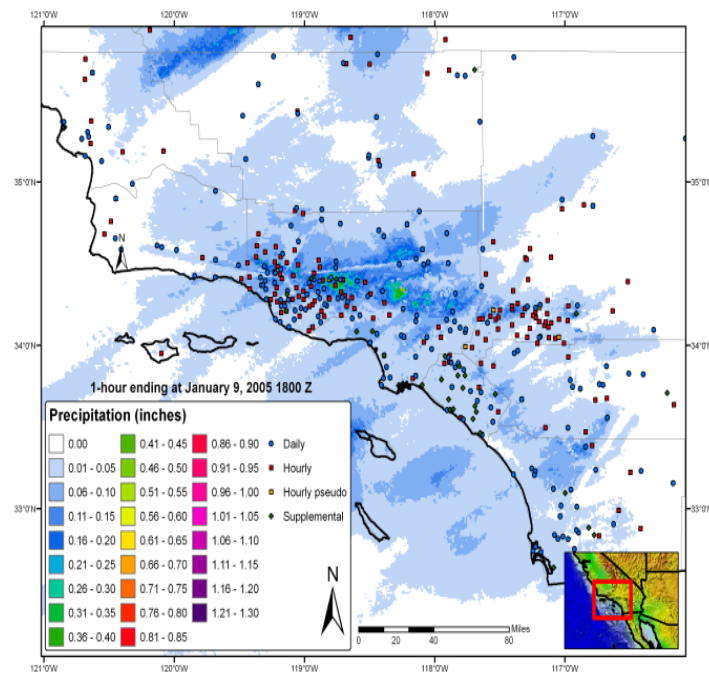 121°0'W 120°0'W 119°0'W 118°0'W 117°0'W
35°0'N 35°0'N
N
34°0'N 34°0'N
1-hour ending at January 9, 2005 1800 Z
Precipitation (inches)
0.00 0.41 - 0.45 0.86 - 0.90 Daily
0.01 - 0.05 0.46 - 0.50 0.91 - 0.95 Hourly
0.06 - 0.10 0.51 - 0.55 0.96 - 1.00 Hourly pseudo
0.11 - 0.15 0.56 - 0.60 1.01 - 1.05 Supplemental
33°0'N 33°0'N
0.16 - 0.20 0.61 - 0.65 1.06 - 1.10
0.21 - 0.25 0.66 - 0.70 1.11 - 1.15
0.26 - 0.30 0.71 - 0.75 1.16 - 1.20
0.31 - 0.35 0.76 - 0.80 1.21 - 1.30
0.36 - 0.40 0.81 - 0.85
N
Miles
0 20 40 80
121°0'W 120°0'W 119°0'W 118°0'W 117°0'W